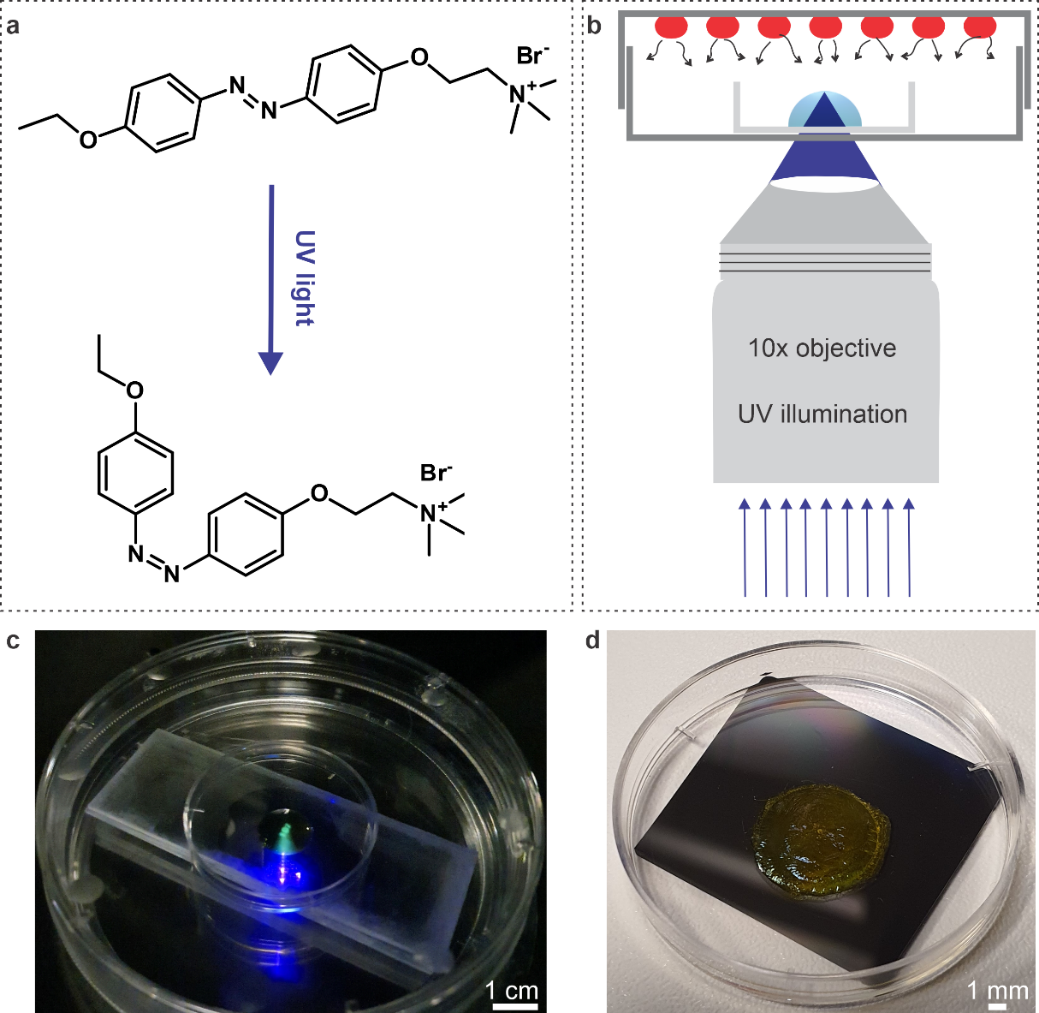 a
Br-
N
N
O
N+
O
UV light
O
Br-
O
N+
N
N
b
10x objective
UV illumination
c
1 cm
d
1 mm